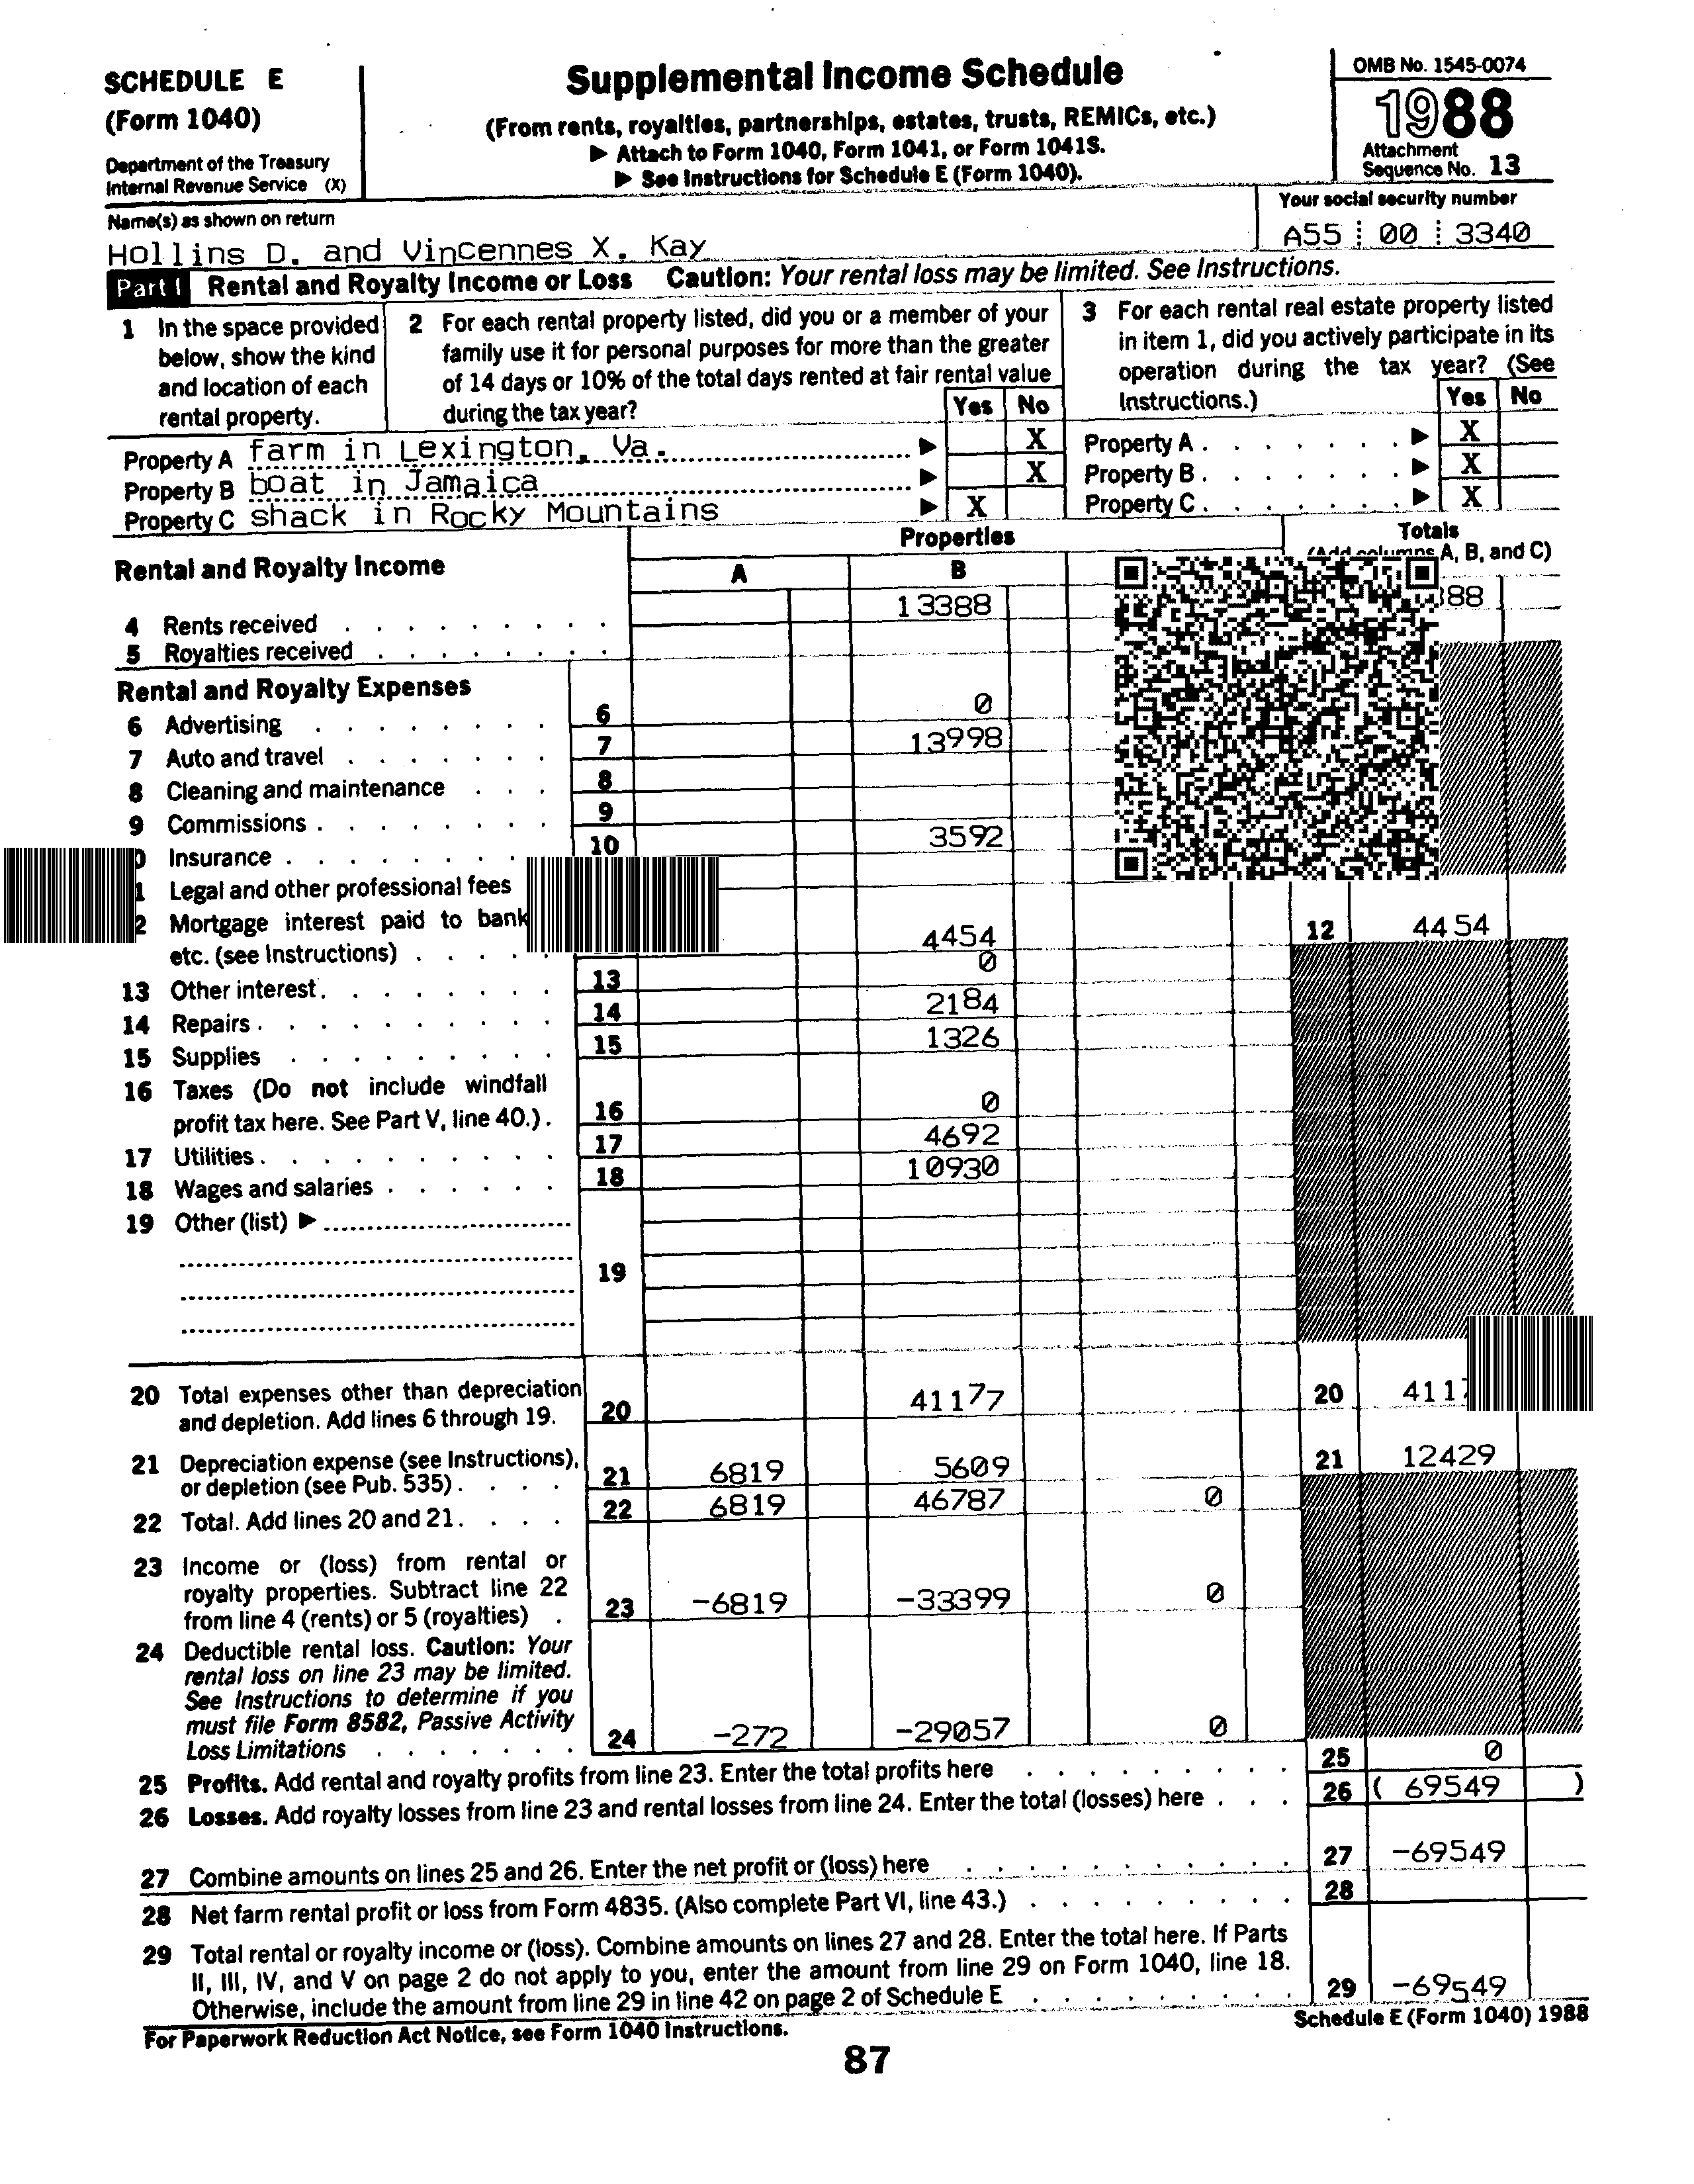 SCHEDULE E
(Form 1040)
Department of the Treasury
Internal Revenue Service (X)
Supplemental Income Schedule
(From rents, royalties, partnerships, estates, trusts, REMICs, etc.)
▶ Attach to Form 1040, Form 1041, or Form 1041S.
▶ See Instructions for Schedule E (Form 1040).
OMB No. 1545-0074
1988
Attachment
Sequence No. 13
Name(s) as shown on return
Hollins D. and Vincennes X. Kay
Your social security number
A55 00 3340
Part I Rental and Royalty Income or Loss Caution: Your rental loss may be limited. See Instructions.
1 In the space provided
below, show the kind
and location of each
rental property.
2 For each rental property listed, did you or a member of your
family use it for personal purposes for more than the greater
of 14 days or 10% of the total days rented at fair rental value
during the tax year?
Yes No
3 For each rental real estate property listed
in item 1, did you actively participate in its
operation during the tax year? (See
Instructions.)
Yes No
Property A farm in Lexington, Va. ▶ X Property A . . . . . . . ▶ X
Property B boat in Jamaica ▶ X Property B . . . . . . . ▶ X
Property C shack in Rocky Mountains ▶ X Property C . . . . . . . ▶ X
Rental and Royalty Income
Properties
A B
Totals
(Add columns A, B, and C)
4 Rents received . . . . . . . . . 13388 88
5 Royalties received . . . . . . . .
Rental and Royalty Expenses
6 Advertising . . . . . . . . 6 0
7 Auto and travel . . . . . . . 7 13998
8 Cleaning and maintenance . . . 8
9 Commissions . . . . . . . . 9
Insurance . . . . . . . . 10 3592
Legal and other professional fees
2 Mortgage interest paid to bank
etc. (see Instructions) . . . . . 4454 12 4454
13 Other interest . . . . . . . . 13 0
14 Repairs . . . . . . . . . . 14 2184
15 Supplies . . . . . . . . . 15 1326
16 Taxes (Do not include windfall
profit tax here. See Part V, line 40.) . 16 0
17 Utilities . . . . . . . . . . 17 4692
18 Wages and salaries . . . . . . 18 10930
19 Other (list) ▶
19
20 Total expenses other than depreciation
and depletion. Add lines 6 through 19. 20 41177 20 411
21 Depreciation expense (see Instructions),
or depletion (see Pub. 535) . . . . 21 6819 5609 21 12429
22 Total. Add lines 20 and 21 . . . . 22 6819 46787 0
23 Income or (loss) from rental or
royalty properties. Subtract line 22
from line 4 (rents) or 5 (royalties) . 23 -6819 -33399 0
24 Deductible rental loss. Caution: Your
rental loss on line 23 may be limited.
See Instructions to determine if you
must file Form 8582, Passive Activity
Loss Limitations . . . . . . . 24 -272 -29057 0
25 Profits. Add rental and royalty profits from line 23. Enter the total profits here . . . . . . . . . 25 0
26 Losses. Add royalty losses from line 23 and rental losses from line 24. Enter the total (losses) here . . . 26 ( 69549 )
27 Combine amounts on lines 25 and 26. Enter the net profit or (loss) here . . . . . . . . . . . 27 -69549
28 Net farm rental profit or loss from Form 4835. (Also complete Part VI, line 43.) . . . . . . . . . 28
29 Total rental or royalty income or (loss). Combine amounts on lines 27 and 28. Enter the total here. If Parts
II, III, IV, and V on page 2 do not apply to you, enter the amount from line 29 on Form 1040, line 18.
Otherwise, include the amount from line 29 in line 42 on page 2 of Schedule E . . . . . . . . . 29 -69549
For Paperwork Reduction Act Notice, see Form 1040 Instructions.
Schedule E (Form 1040) 1988
87